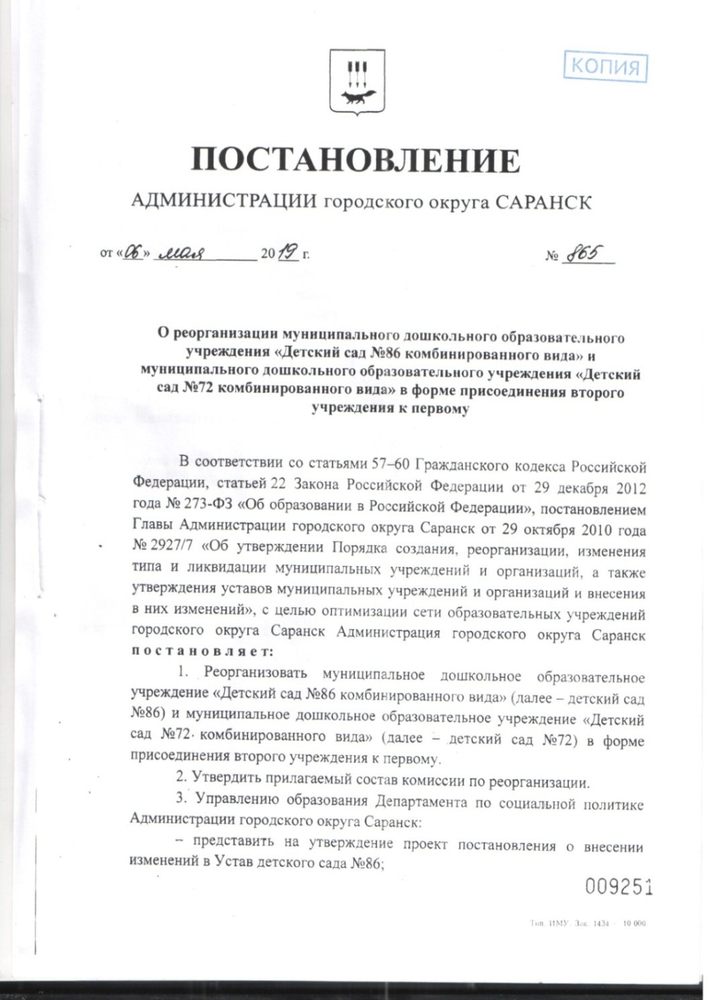 КОПИЯ
ПОСТАНОВЛЕНИЕ
АДМИНИСТРАЦИИ городского округа САРАНСК
от «06» мая 2019 г. № 865
О реорганизации муниципального дошкольного образовательного
учреждения «Детский сад №86 комбинированного вида» и
муниципального дошкольного образовательного учреждения «Детский
сад №72 комбинированного вида» в форме присоединения второго
учреждения к первому
В соответствии со статьями 57–60 Гражданского кодекса Российской
Федерации, статьей 22 Закона Российской Федерации от 29 декабря 2012
года № 273-ФЗ «Об образовании в Российской Федерации», постановлением
Главы Администрации городского округа Саранск от 29 октября 2010 года
№ 2927/7 «Об утверждении Порядка создания, реорганизации, изменения
типа и ликвидации муниципальных учреждений и организаций, а также
утверждения уставов муниципальных учреждений и организаций и внесения
в них изменений», с целью оптимизации сети образовательных учреждений
городского округа Саранск Администрация городского округа Саранск
п о с т а н о в л я е т:
1. Реорганизовать муниципальное дошкольное образовательное
учреждение «Детский сад №86 комбинированного вида» (далее – детский сад
№86) и муниципальное дошкольное образовательное учреждение «Детский
сад №72 комбинированного вида» (далее – детский сад №72) в форме
присоединения второго учреждения к первому.
2. Утвердить прилагаемый состав комиссии по реорганизации.
3. Управлению образования Департамента по социальной политике
Администрации городского округа Саранск:
– представить на утверждение проект постановления о внесении
изменений в Устав детского сада №86;
009251
Тип. ИМУ. Зак. 1434 - 10 000